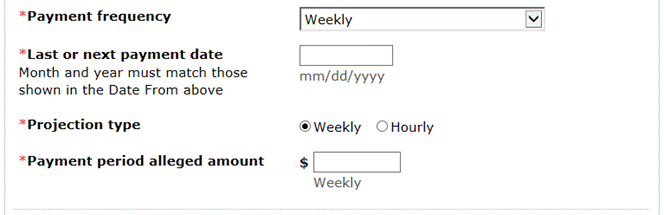 *Payment frequency Weekly
*Last or next payment date
Month and year must match those
shown in the Date From above
mm/dd/yyyy
*Projection type Weekly Hourly
*Payment period alleged amount $
Weekly